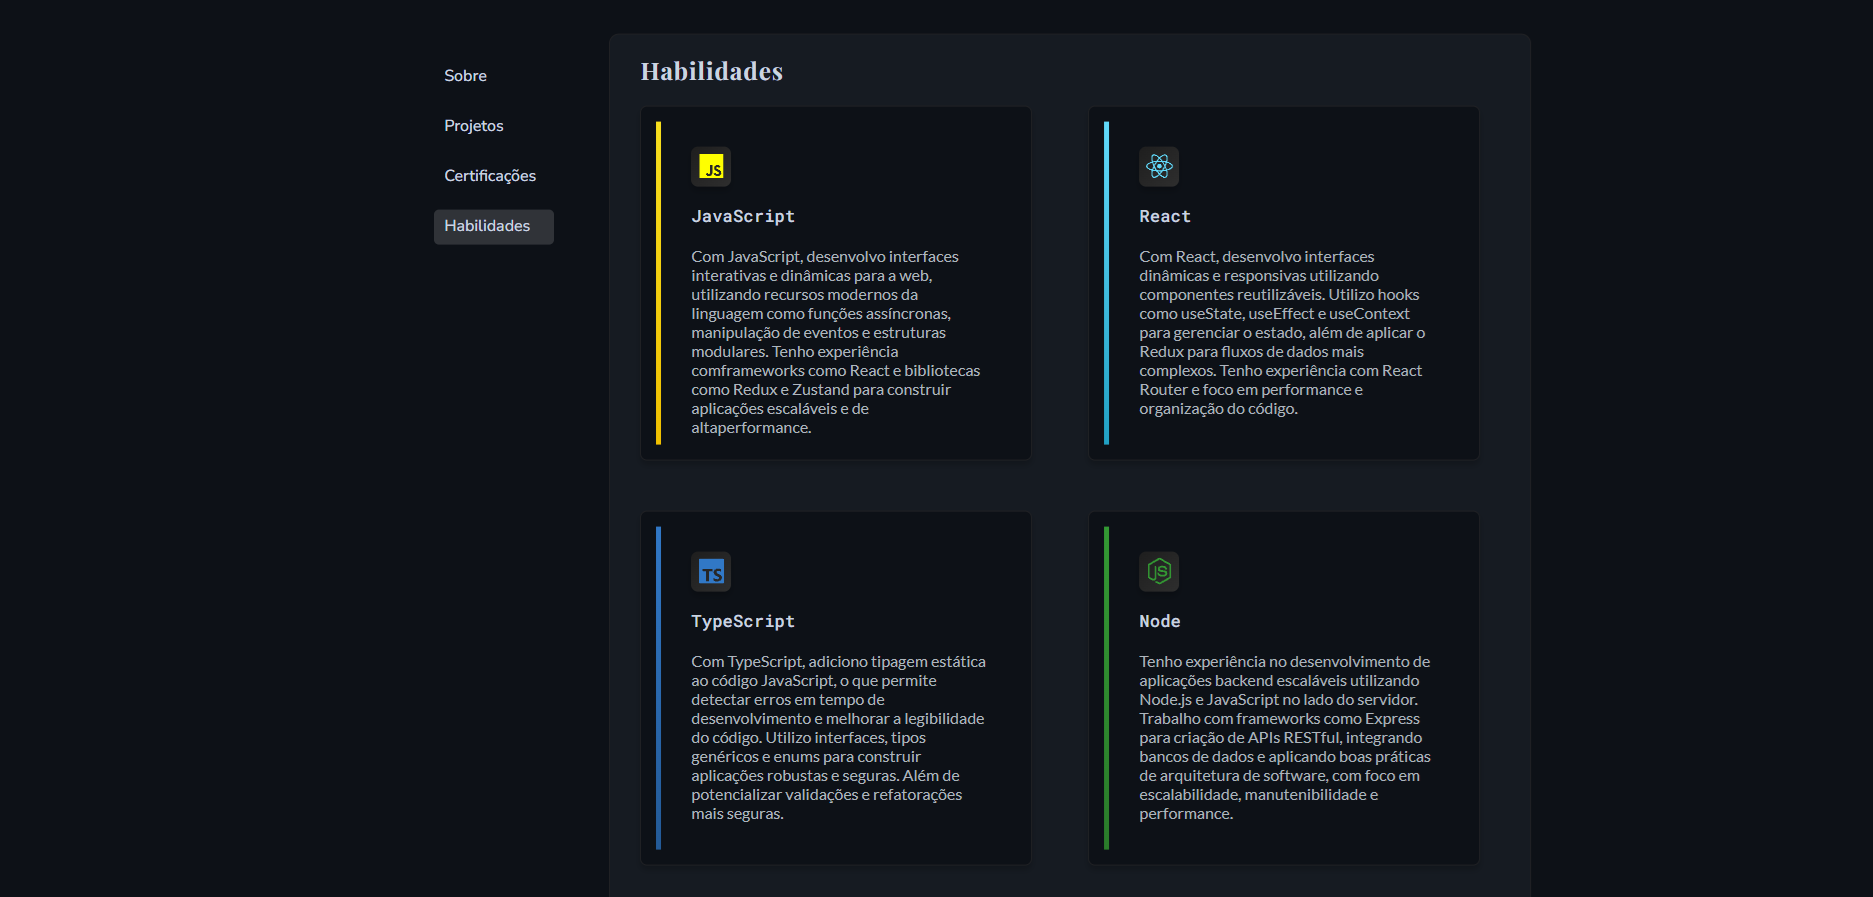 Sobre
Projetos
Certificações
Habilidades
Habilidades
JS
JavaScript
Com JavaScript, desenvolvo interfaces
interativas e dinâmicas para a web,
utilizando recursos modernos da
linguagem como funções assíncronas,
manipulação de eventos e estruturas
modulares. Tenho experiência
comframeworks como React e bibliotecas
como Redux e Zustand para construir
aplicações escaláveis e de
altaperformance.
React
Com React, desenvolvo interfaces
dinâmicas e responsivas utilizando
componentes reutilizáveis. Utilizo hooks
como useState, useEffect e useContext
para gerenciar o estado, além de aplicar o
Redux para fluxos de dados mais
complexos. Tenho experiência com React
Router e foco em performance e
organização do código.
TS
TypeScript
Com TypeScript, adiciono tipagem estática
ao código JavaScript, o que permite
detectar erros em tempo de
desenvolvimento e melhorar a legibilidade
do código. Utilizo interfaces, tipos
genéricos e enums para construir
aplicações robustas e seguras. Além de
potencializar validações e refatorações
mais seguras.
JS
Node
Tenho experiência no desenvolvimento de
aplicações backend escaláveis utilizando
Node.js e JavaScript no lado do servidor.
Trabalho com frameworks como Express
para criação de APIs RESTful, integrando
bancos de dados e aplicando boas práticas
de arquitetura de software, com foco em
escalabilidade, manutenibilidade e
performance.